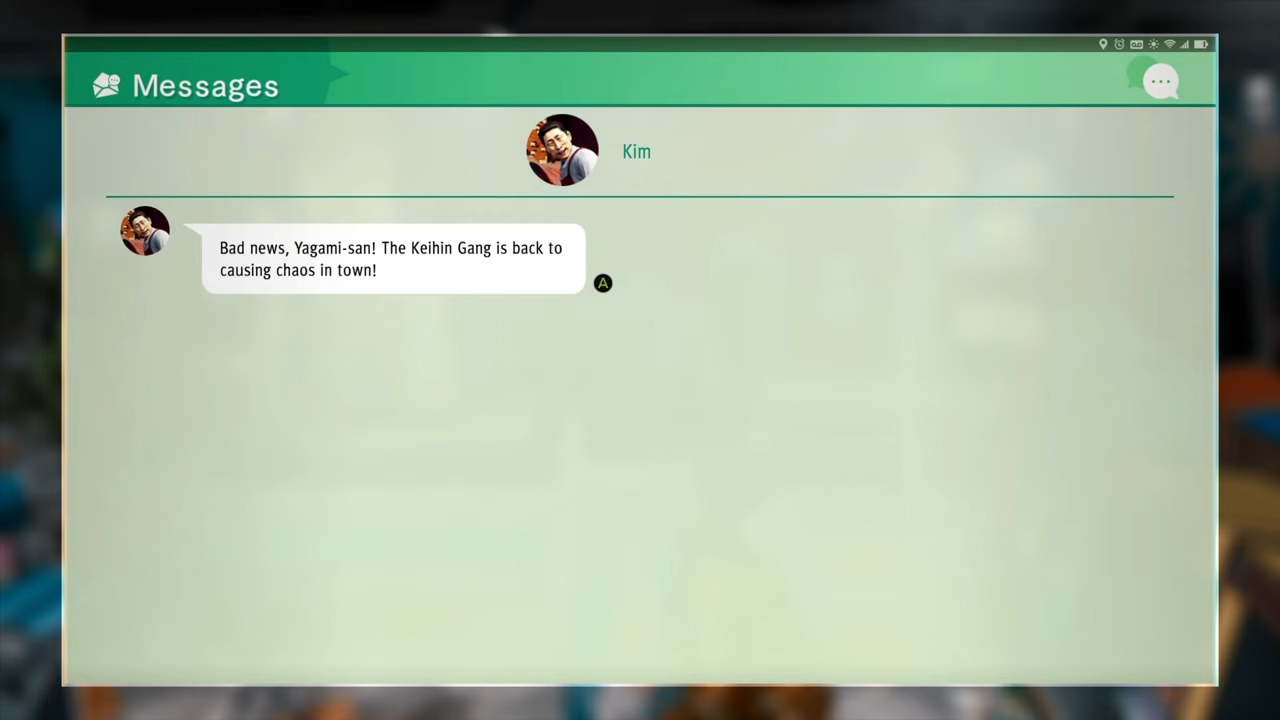 Messages
Kim
Bad news, Yagami-san! The Keihin Gang is back to
causing chaos in town!
A